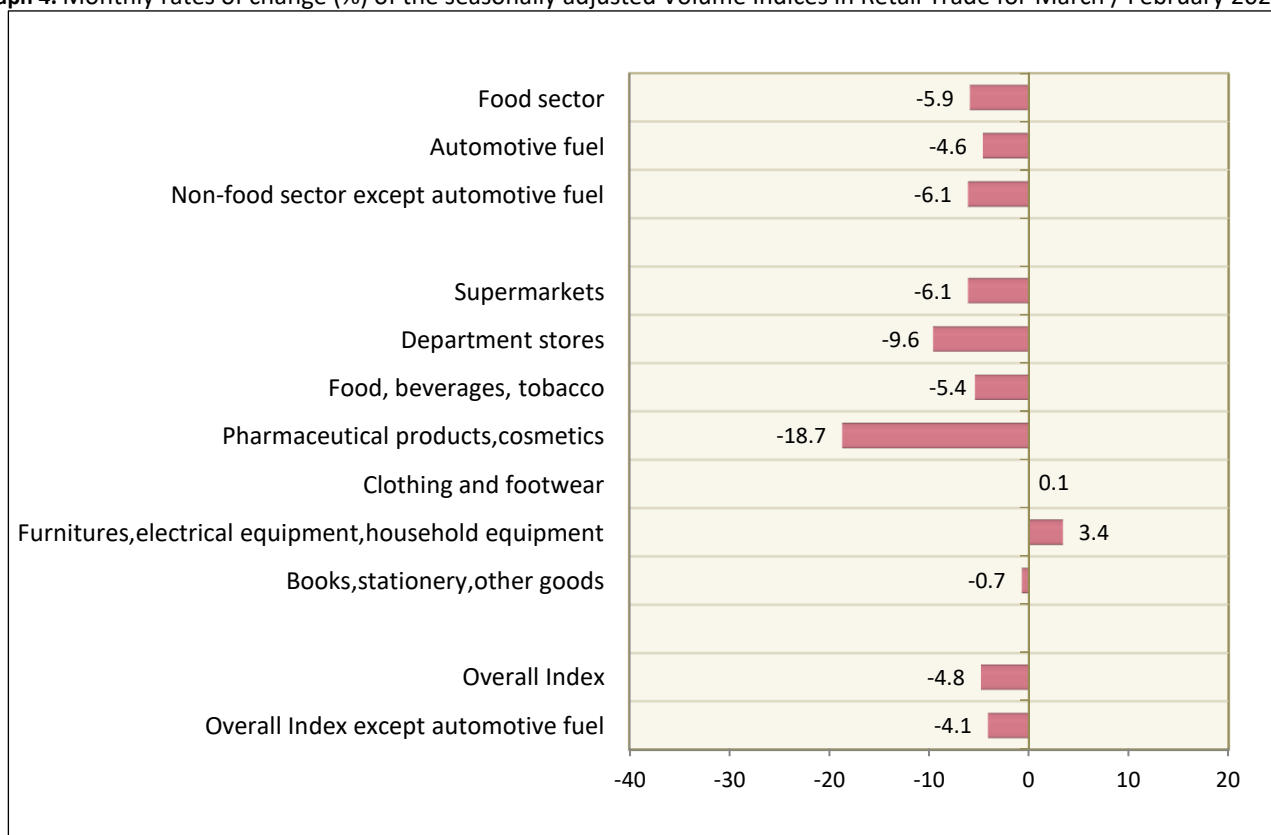 4. Monthly rates of change (%) of the seasonally adjusted Volume Indices in Retail Trade for March / February
Food sector -5.9
Automotive fuel -4.6
Non-food sector except automotive fuel -6.1
Supermarkets -6.1
Department stores -9.6
Food, beverages, tobacco -5.4
Pharmaceutical products,cosmetics -18.7
Clothing and footwear 0.1
Furnitures,electrical equipment,household equipment 3.4
Books,stationery,other goods -0.7
Overall Index -4.8
Overall Index except automotive fuel -4.1
-40 -30 -20 -10 0 10 20